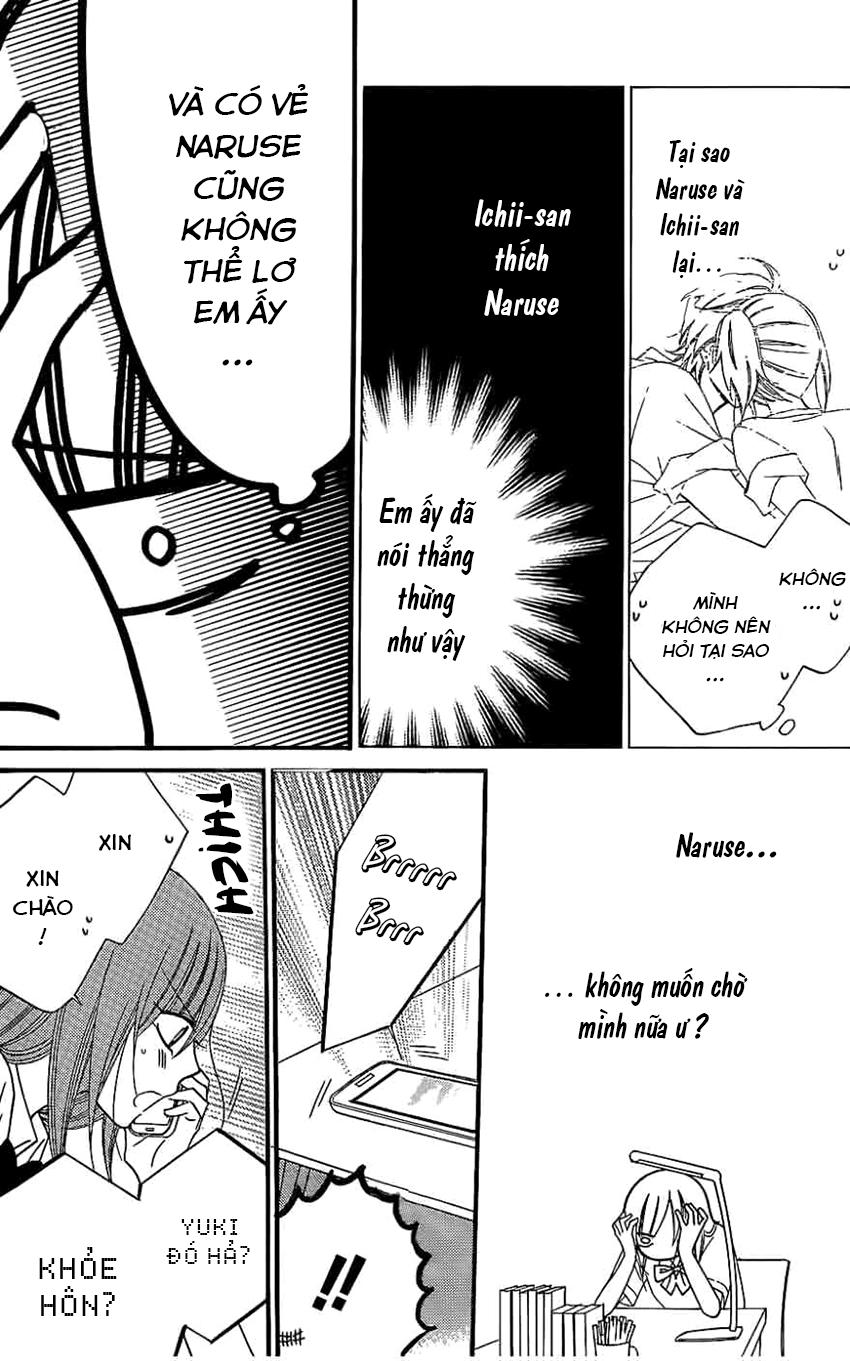 Tại sao
Naruse và
Ichii-san
lại...
KHÔNG
...
MÌNH
KHÔNG NÊN
HỎI TẠI SAO
...
Ichii-san
thích
Naruse
Em ấy đã
nói thẳng
thừng
như vậy
VÀ CÓ VẺ
NARUSE
CŨNG
KHÔNG
THỂ LƠ
EM ẤY
...
Naruse...
... không muốn chờ
mình nữa ư?
Brrrrr
Brrr
!!
THỊCH
XIN
XIN
CHÀO
!
YUKI
ĐÓ HẢ?
KHỎE
HÔN?